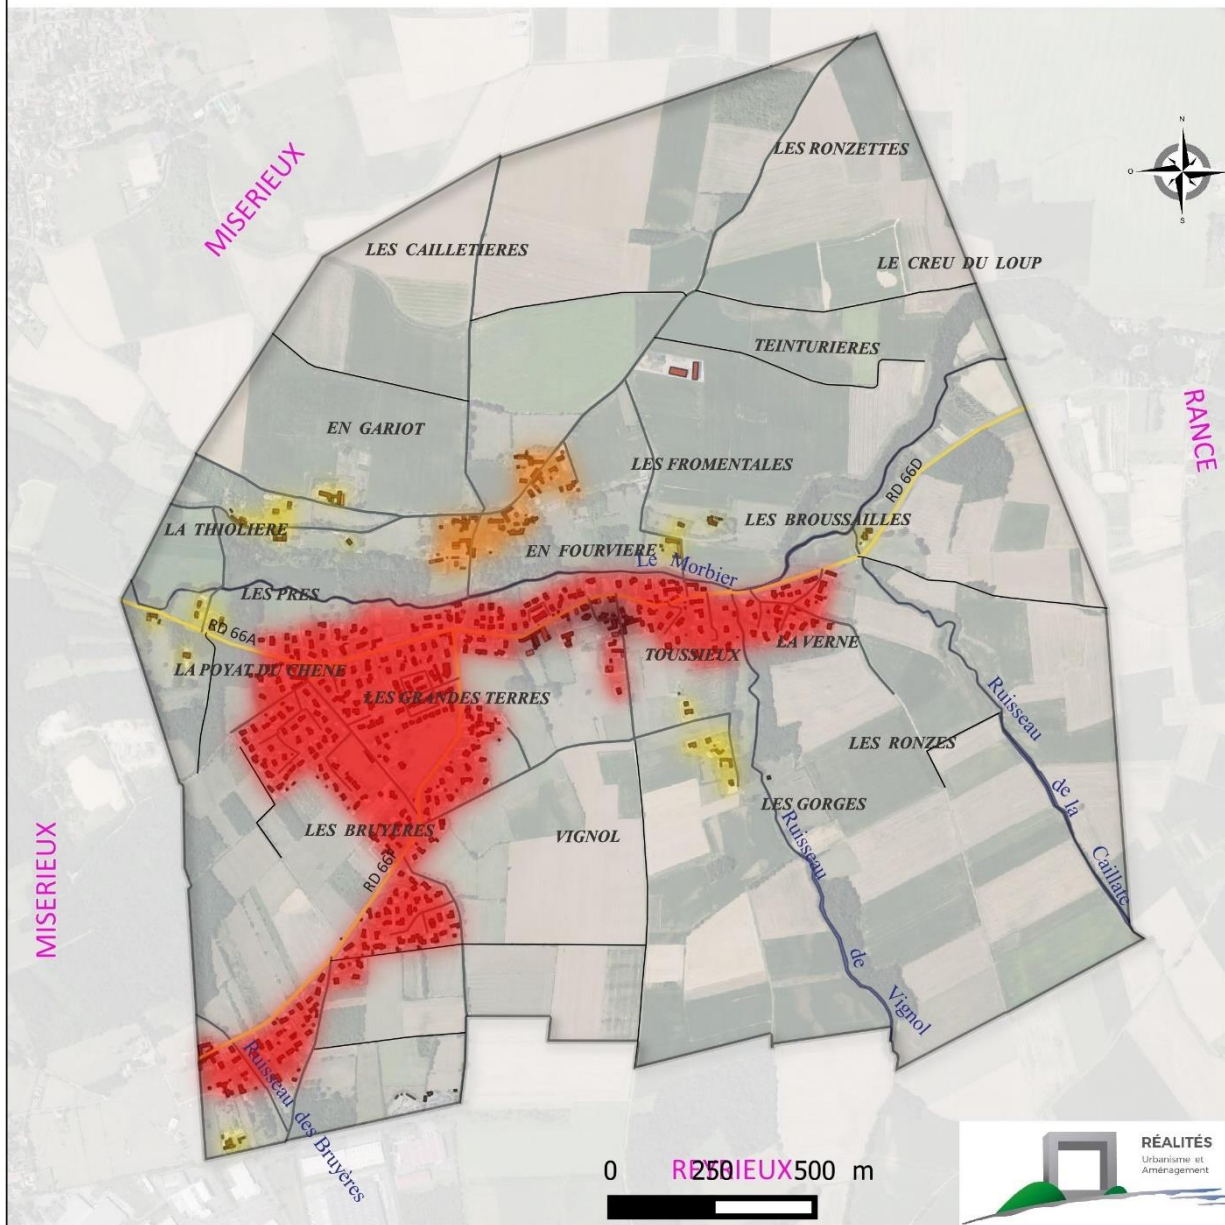 N
LES RONZETTES
O
MISERIEUX
S
LES CAILLETIERES
LE CREU DU LOUP
TEINTURIERES
RANCE
EN GARIOT
LES FROMENTALES
RD 66D
LES BROUSSAILLES
LA THIOLIERE
EN FOURVIERE
Le Morbier
LES PRES
RD 66A
LA VERNE
TOUSSIEUX
LA POYAT DU CHENE
LES GRANDES TERRES
LES RONZES
Ruisseau de la Caillate
LES GORGES
LES BRUYERES
VIGNOL
MISERIEUX
Ruisseau de Vignol
Ruisseau des Bruyères
REYRIEUX
0 250 500 m
RÉALITÉS
Urbanisme et
Aménagement